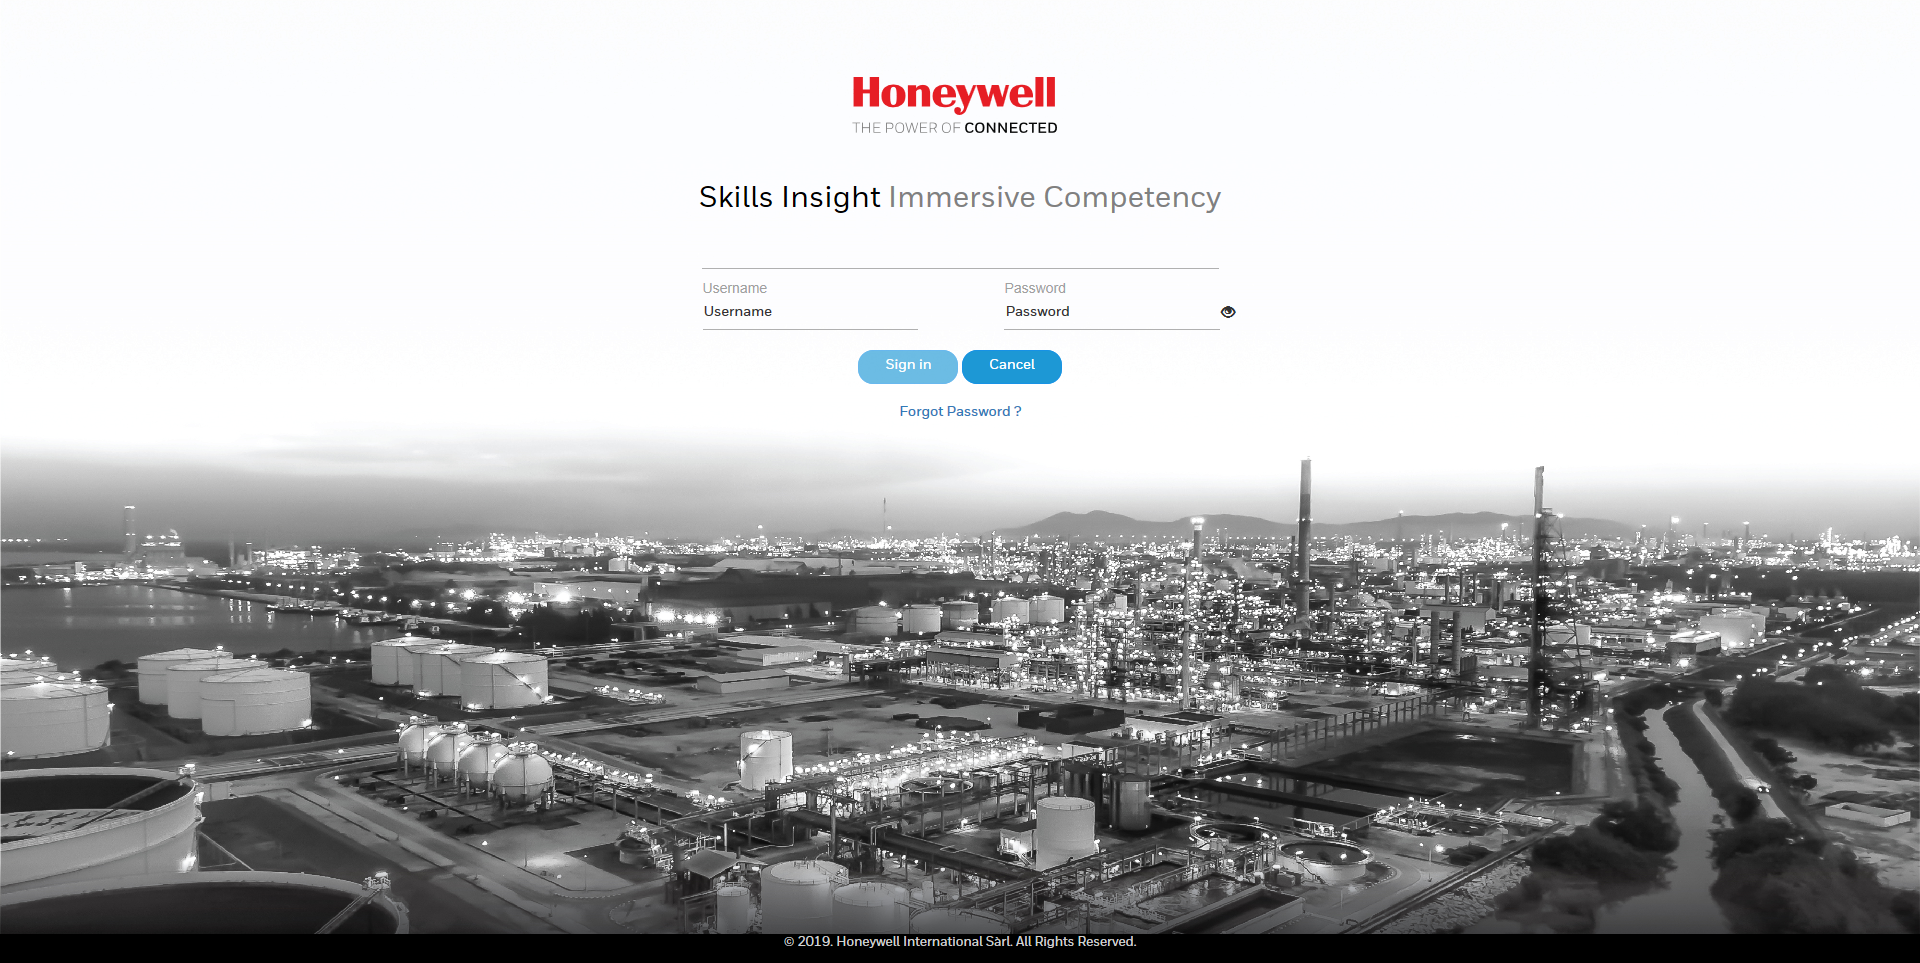 Honeywell
THE POWER OF CONNECTED
Skills Insight Immersive Competency
Username
Password
Username
Password
Sign in
Cancel
Forgot Password ?
© 2019. Honeywell International Sàrl. All Rights Reserved.